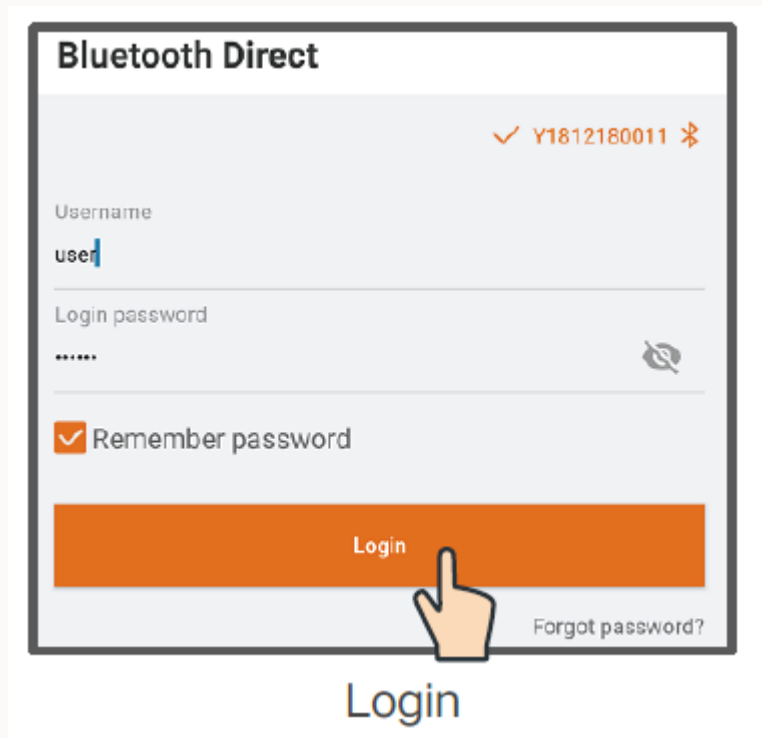 Bluetooth Direct
Y1812180011
Username
user
Login password
••••••
Remember password
Login
Forgot password?
Login